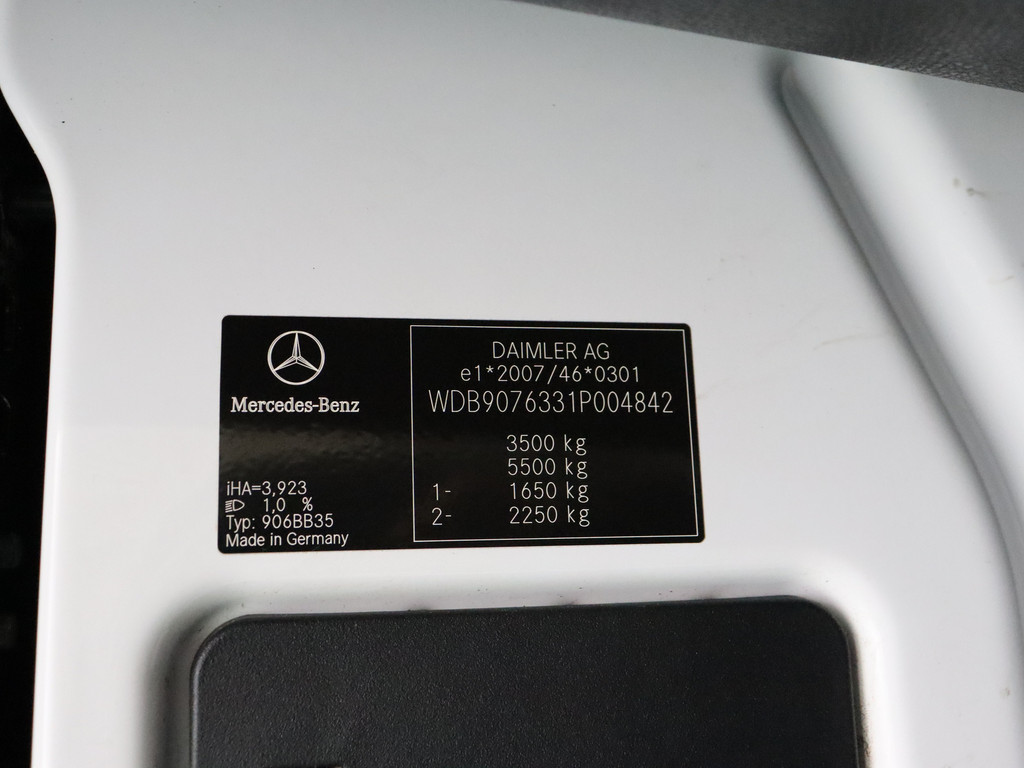 Mercedes-Benz
iHA=3,923
1,0 %
Typ: 906BB35
Made in Germany
DAIMLER AG
e1*2007/46*0301
WDB9076331P004842
3500 kg
5500 kg
1- 1650 kg
2- 2250 kg